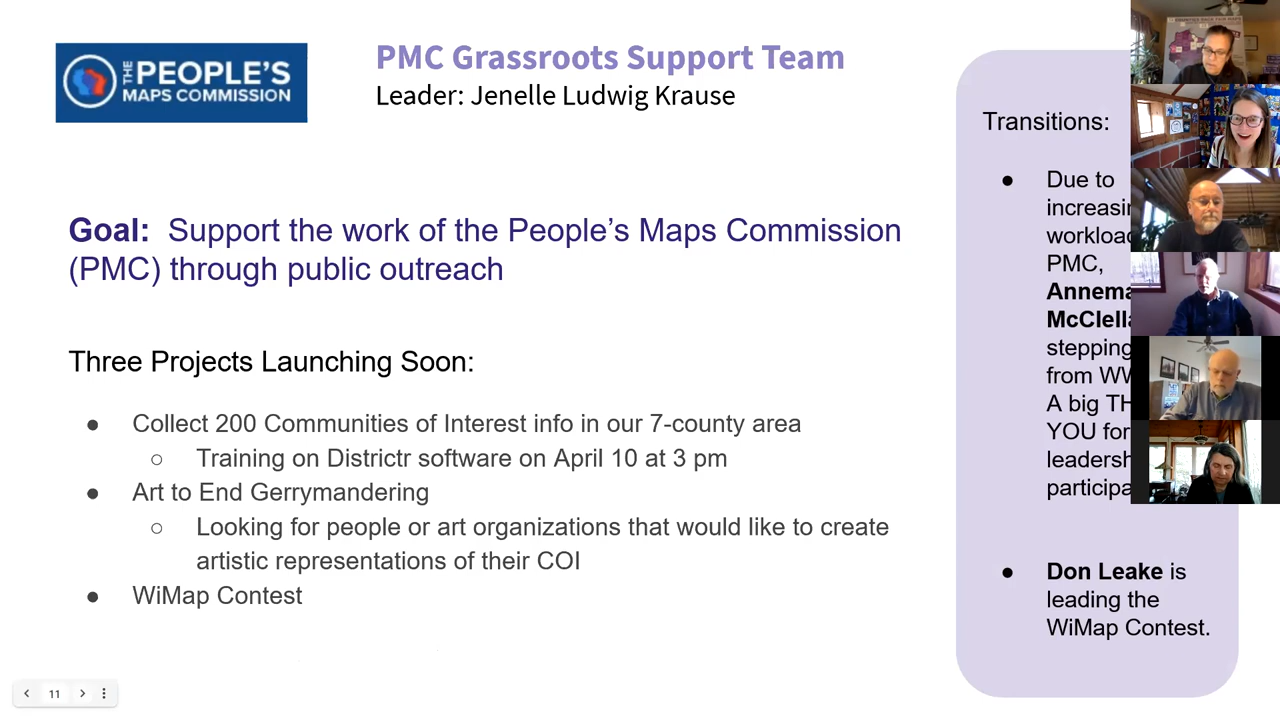 THE PEOPLE'S
MAPS COMMISSION
PMC Grassroots Support Team
Leader: Jenelle Ludwig Krause
Goal: Support the work of the People's Maps Commission
(PMC) through public outreach
Three Projects Launching Soon:
● Collect 200 Communities of Interest info in our 7-county area
○ Training on Districtr software on April 10 at 3 pm
● Art to End Gerrymandering
○ Looking for people or art organizations that would like to create
artistic representations of their COI
● WiMap Contest
Transitions:
● Due to
PMC,
stepping
from
A big
YOU for
● Don Leake is
leading the
WiMap Contest.
11